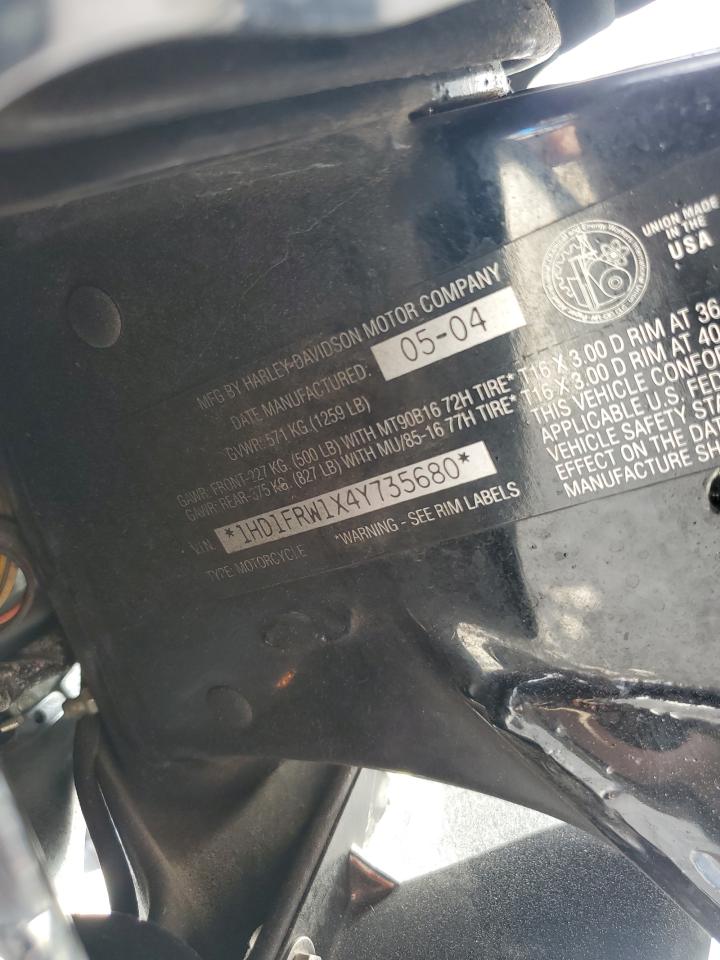 UNION MADE
IN THE
USA
MFG BY HARLEY-DAVIDSON MOTOR COMPANY
DATE MANUFACTURED: 05-04
GVWR: 571 KG.(1259 LB)
GAWR: FRONT-227 KG. (500 LB) WITH MT90B16 72H TIRE* T16 X 3.00 D RIM AT 36
GAWR: REAR-375 KG. (827 LB) WITH MU/85-16 77H TIRE* T16 X 3.00 D RIM AT 40
THIS VEHICLE CONFOR
APPLICABLE U.S. FED
VEHICLE SAFETY STA
EFFECT ON THE DAT
MANUFACTURE SH
V.I.N. *1HD1FRW1X4Y735680*
TYPE: MOTORCYCLE *WARNING - SEE RIM LABELS